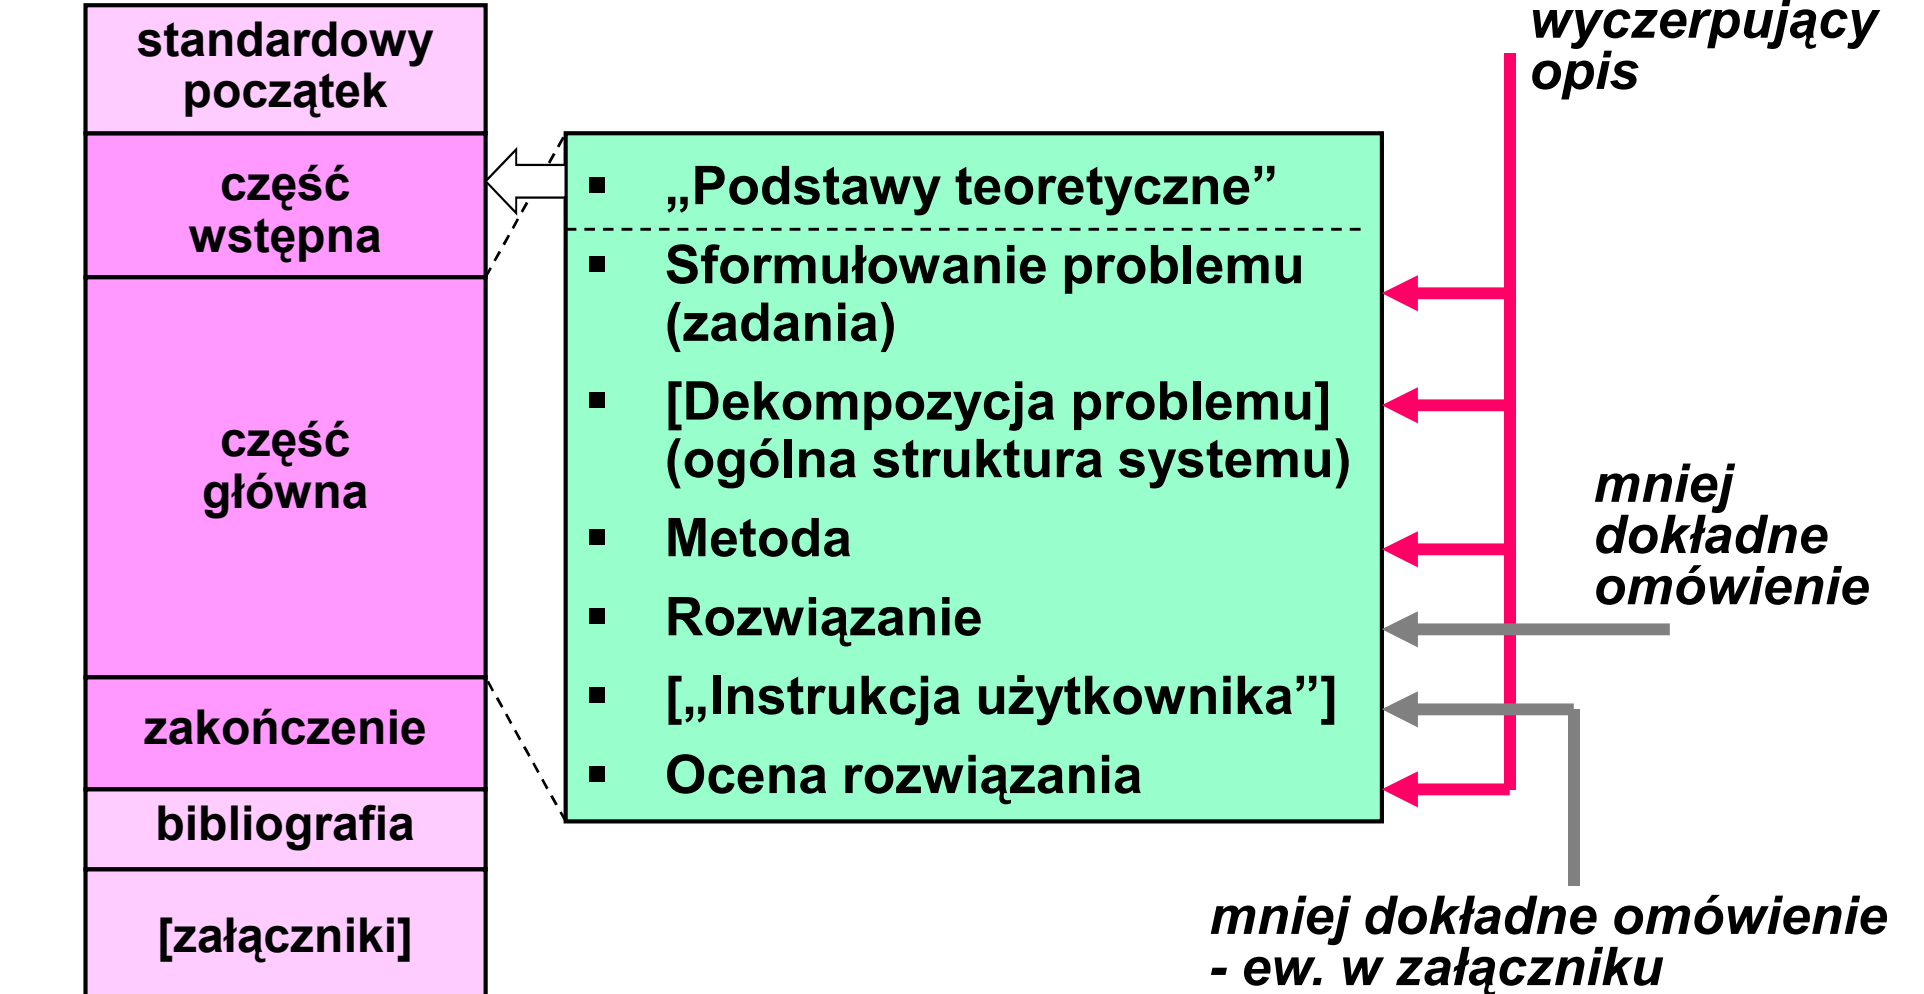 standardowy
początek
część
wstępna
część
główna
zakończenie
bibliografia
[załączniki]
▪ „Podstawy teoretyczne”
▪ Sformułowanie problemu
(zadania)
▪ [Dekompozycja problemu]
(ogólna struktura systemu)
▪ Metoda
▪ Rozwiązanie
▪ [„Instrukcja użytkownika”]
▪ Ocena rozwiązania
wyczerpujący
opis
mniej
dokładne
omówienie
mniej dokładne omówienie
- ew. w załączniku